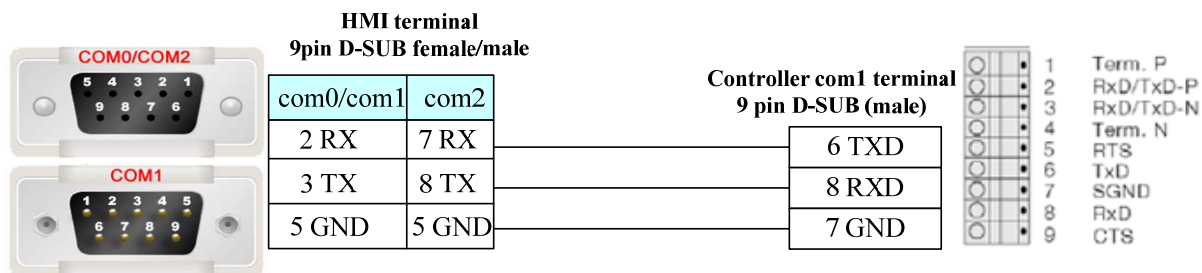 HMI terminal
9pin D-SUB female/male
COM0/COM2
5 4 3 2 1
9 8 7 6
COM1
1 2 3 4 5
6 7 8 9
com0/com1 com2
2 RX 7 RX
3 TX 8 TX
5 GND 5 GND
Controller com1 terminal
9 pin D-SUB (male)
6 TXD
8 RXD
7 GND
1 Term. P
2 RxD/TxD-P
3 RxD/TxD-N
4 Term. N
5 RTS
6 TxD
7 SGND
8 RxD
9 CTS